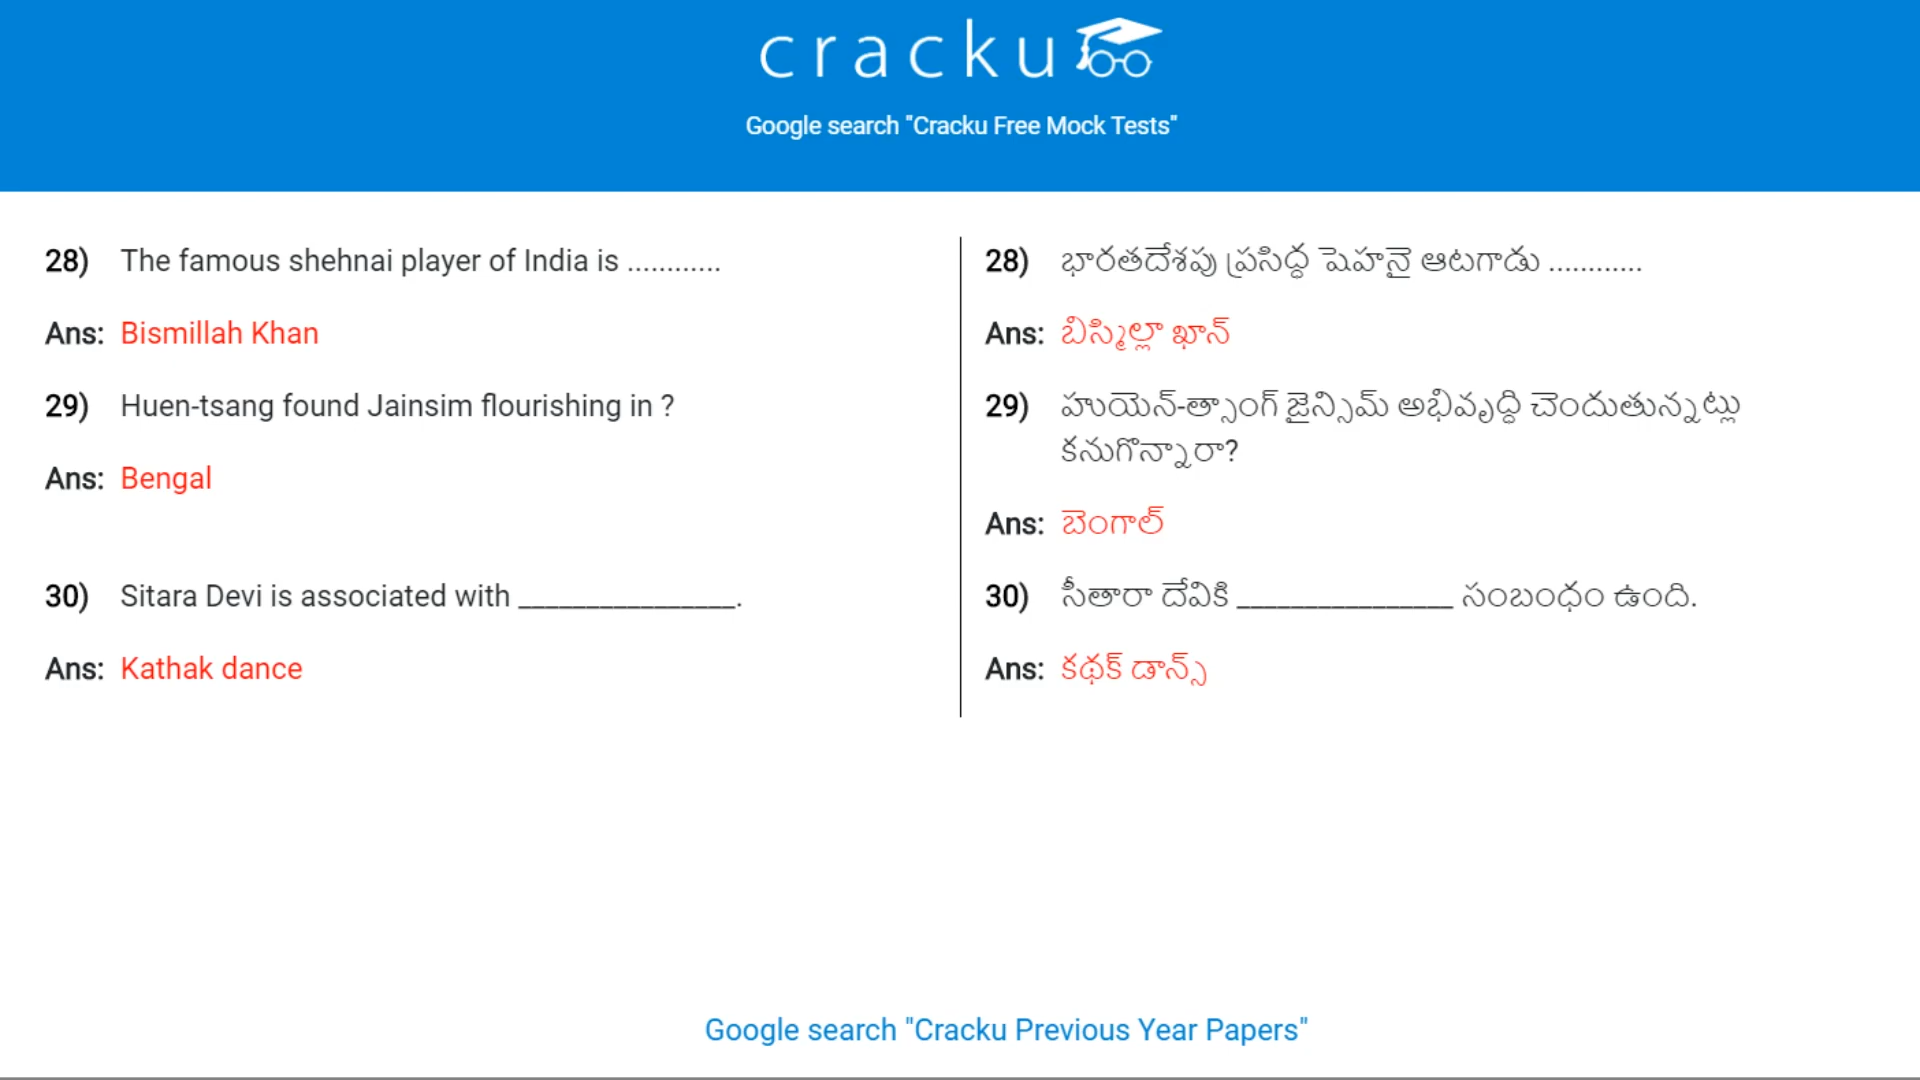 cracku
Google search "Cracku Free Mock Tests"
28) The famous shehnai player of India is ............
Ans: Bismillah Khan
29) Huen-tsang found Jainsim flourishing in ?
Ans: Bengal
30) Sitara Devi is associated with ________________.
Ans: Kathak dance
28) భారతదేశపు ప్రసిద్ధ షెహనై ఆటగాడు ............
Ans: బిస్మిల్లా ఖాన్
29) హుయెన్-త్సాంగ్ జైన్సిమ్ అభివృద్ధి చెందుతున్నట్లు
కనుగొన్నారా?
Ans: బెంగాల్
30) సీతారా దేవికి ________________ సంబంధం ఉంది.
Ans: కథక్ డాన్స్
Google search "Cracku Previous Year Papers"